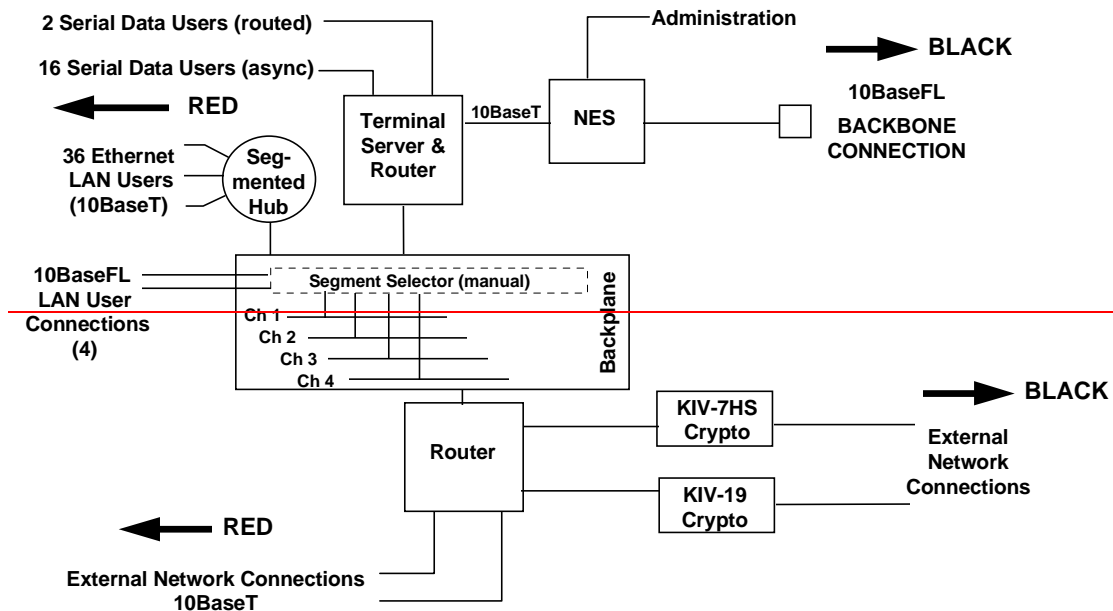 2 Serial Data Users (routed)
Administration
BLACK
16 Serial Data Users (async)
RED
10BaseT
Terminal
Server &
Router
NES
10BaseFL
BACKBONE
CONNECTION
36 Ethernet
LAN Users
(10BaseT)
Seg-
mented
Hub
10BaseFL
LAN User
Connections
(4)
Segment Selector (manual)
Backplane
Ch 1
Ch 2
Ch 3
Ch 4
Router
KIV-7HS
Crypto
KIV-19
Crypto
BLACK
External
Network
Connections
RED
External Network Connections
10BaseT